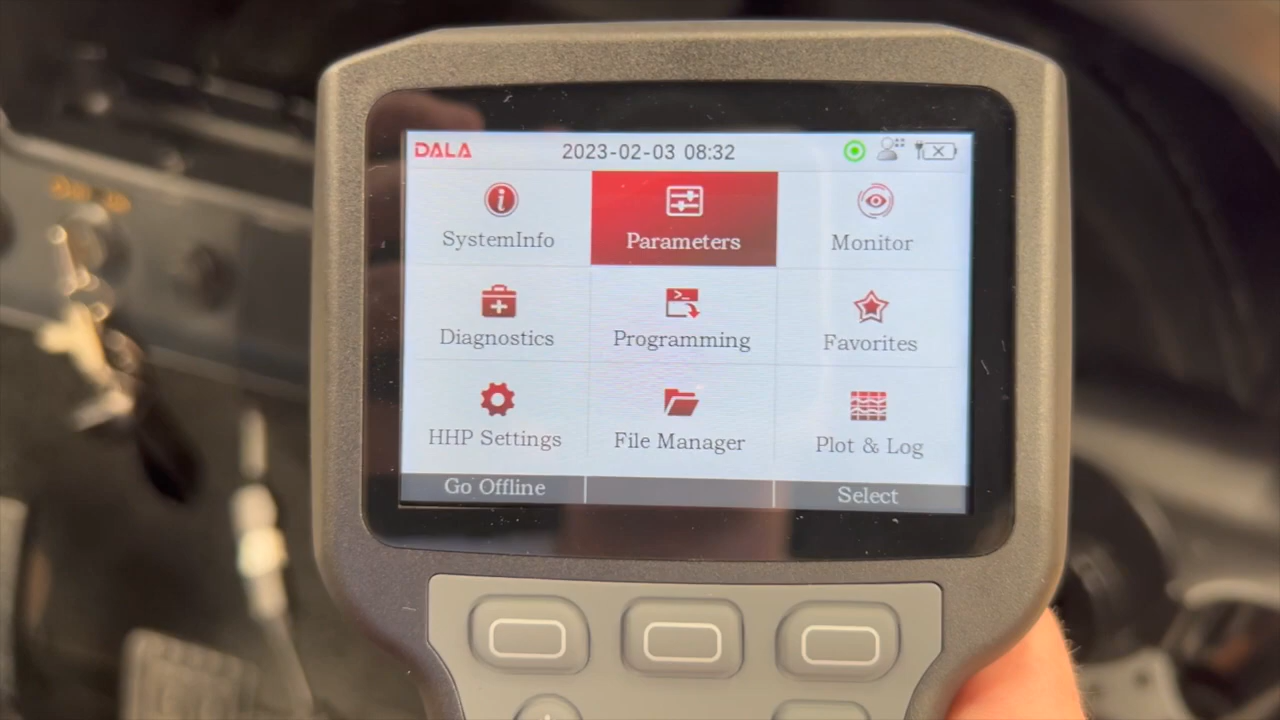 DALA 2023-02-03 08:32
SystemInfo Parameters Monitor
Diagnostics Programming Favorites
HHP Settings File Manager Plot & Log
Go Offline Select